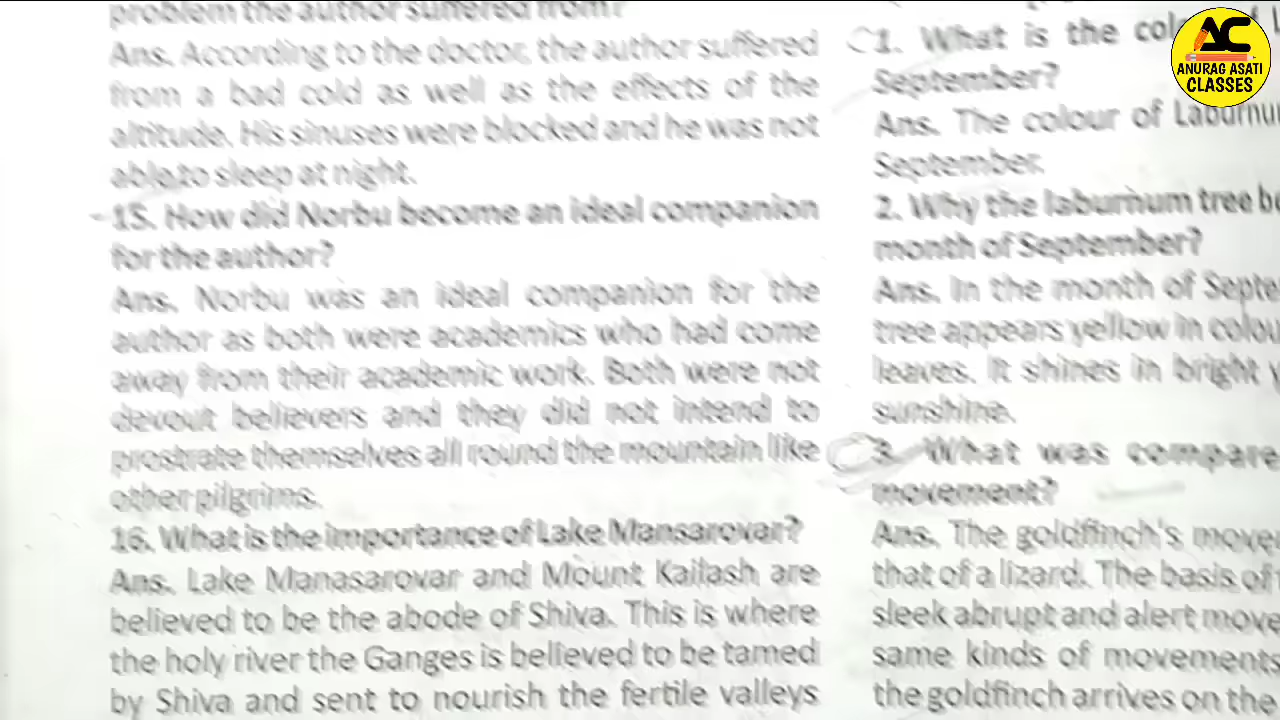 problem the author suffered from?
Ans. According to the doctor, the author suffered
from a bad cold as well as the effects of the
altitude. His sinuses were blocked and he was not
able to sleep at night.
15. How did Norbu become an ideal companion
for the author?
Ans. Norbu was an ideal companion for the
author as both were academics who had come
away from their academic work. Both were not
devout believers and they did not intend to
prostrate themselves all round the mountain like
other pilgrims.
16. What is the importance of Lake Mansarovar?
Ans. Lake Manasarovar and Mount Kailash are
believed to be the abode of Shiva. This is where
the holy river the Ganges is believed to be tamed
by Shiva and sent to nourish the fertile valleys
1. What is the
September?
Ans. The colour of
September.
2. Why the laburnum tree
month of September?
Ans. In the month of
tree appears yellow in
leaves. It shines in bright
sunshine.
3. What was
movement?
Ans. The goldfinch's
that of a lizard. The basis of
sleek abrupt and alert
same kinds of movements
the goldfinch arrives on the
AC
ANURAG ASATI
CLASSES